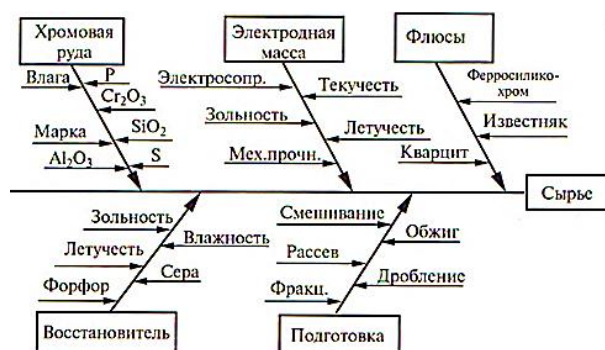 Хромовая
руда
Электродная
масса
Флюсы
Влага
P
Cr₂O₃
Марка
SiO₂
Al₂O₃
S
Электросопр.
Текучесть
Зольность
Летучесть
Мех.прочн.
Ферросилико-
хром
Известняк
Кварцит
Сырье
Зольность
Влажность
Летучесть
Сера
Форфор
Восстановитель
Смешивание
Обжиг
Рассев
Дробление
Фракц.
Подготовка